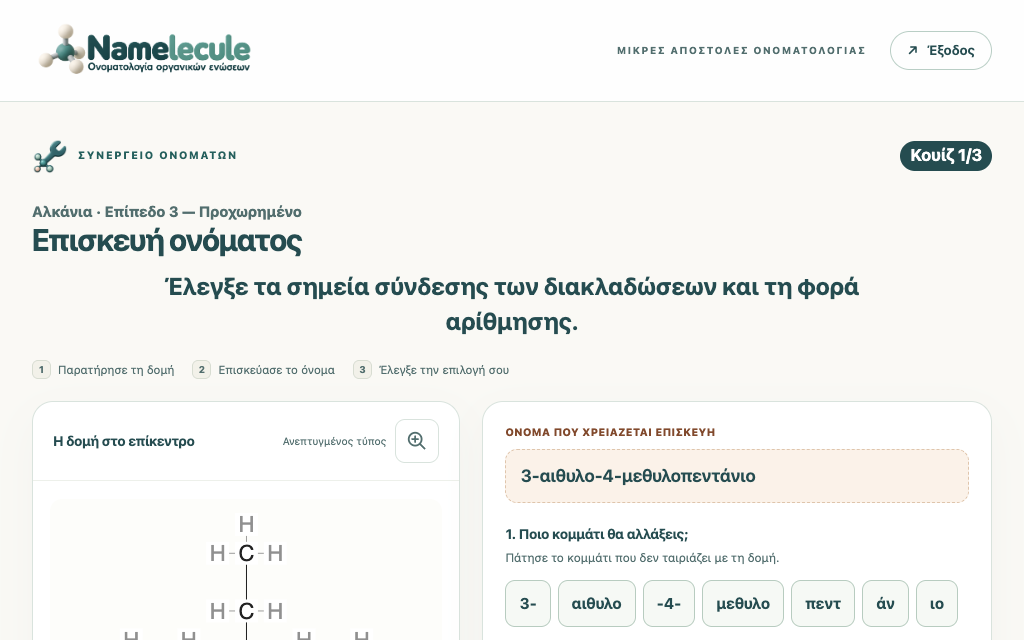 Namelecule
Ονοματολογία οργανικών ενώσεων
ΜΙΚΡΕΣ ΑΠΟΣΤΟΛΕΣ ΟΝΟΜΑΤΟΛΟΓΙΑΣ
Έξοδος
ΣΥΝΕΡΓΕΙΟ ΟΝΟΜΑΤΩΝ
Κουίζ 1/3
Αλκάνια · Επίπεδο 3 — Προχωρημένο
Επισκευή ονόματος
Έλεγξε τα σημεία σύνδεσης των διακλαδώσεων και τη φορά
αρίθμησης.
1 Παρατήρησε τη δομή 2 Επισκεύασε το όνομα 3 Έλεγξε την επιλογή σου
Η δομή στο επίκεντρο
Ανεπτυγμένος τύπος
H
H-C-H
H-C-H
H H H H
ΟΝΟΜΑ ΠΟΥ ΧΡΕΙΑΖΕΤΑΙ ΕΠΙΣΚΕΥΗ
3-αιθυλο-4-μεθυλοπεντάνιο
1. Ποιο κομμάτι θα αλλάξεις;
Πάτησε το κομμάτι που δεν ταιριάζει με τη δομή.
3- αιθυλο -4- μεθυλο πεντ άν ιο